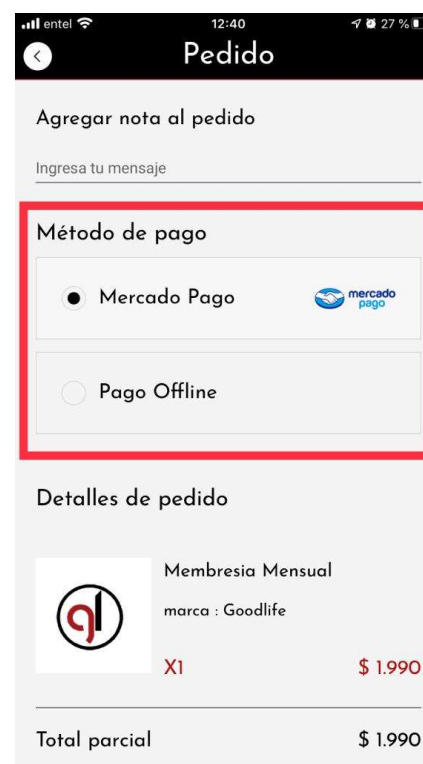 entel 12:40 27 %
Pedido
Agregar nota al pedido
Ingresa tu mensaje
Método de pago
Mercado Pago mercado pago
Pago Offline
Detalles de pedido
Membresia Mensual
marca : Goodlife
gl
X1 $ 1.990
Total parcial $ 1.990